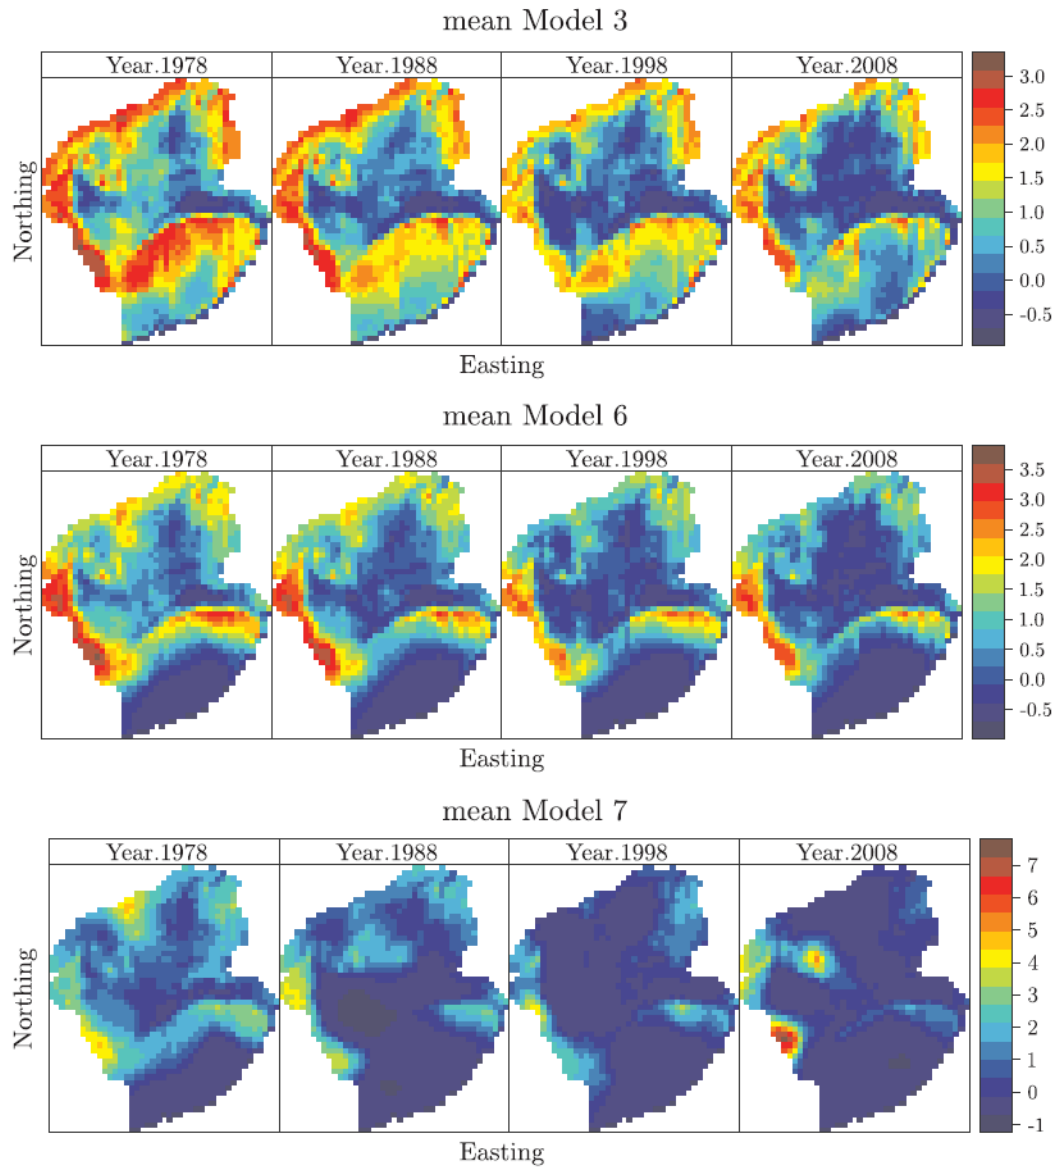 mean Model 3
Year.1978 Year.1988 Year.1998 Year.2008
Northing
3.0
2.5
2.0
1.5
1.0
0.5
0.0
-0.5
Easting
mean Model 6
Year.1978 Year.1988 Year.1998 Year.2008
Northing
3.5
3.0
2.5
2.0
1.5
1.0
0.5
0.0
-0.5
Easting
mean Model 7
Year.1978 Year.1988 Year.1998 Year.2008
Northing
7
6
5
4
3
2
1
0
-1
Easting